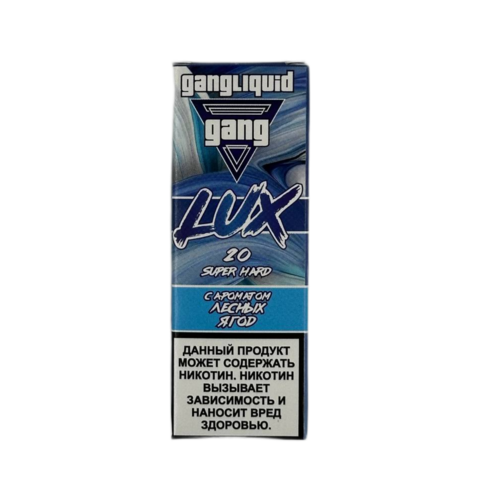 GANGLIQUID
gang
LUX
20
SUPER HARD
С АРОМАТОМ
ЛЕСНЫХ
ЯГОД
ДАННЫЙ ПРОДУКТ
МОЖЕТ СОДЕРЖАТЬ
НИКОТИН. НИКОТИН
ВЫЗЫВАЕТ
ЗАВИСИМОСТЬ И
НАНОСИТ ВРЕД
ЗДОРОВЬЮ.